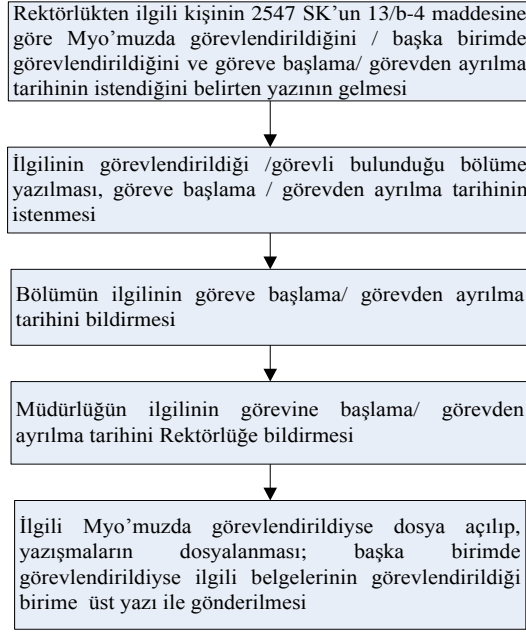 Rektörlükten ilgili kişinin 2547 SK'un 13/b-4 maddesine
göre Myo'muzda görevlendirildiğini / başka birimde
görevlendirildiğini ve göreve başlama/ görevden ayrılma
tarihinin istendiğini belirten yazının gelmesi
İlgilinin görevlendirildiği /görevli bulunduğu bölüme
yazılması, göreve başlama / görevden ayrılma tarihinin
istenmesi
Bölümün ilgilinin göreve başlama/ görevden ayrılma
tarihini bildirmesi
Müdürlüğün ilgilinin görevine başlama/ görevden
ayrılma tarihini Rektörlüğe bildirmesi
İlgili Myo'muzda görevlendirildiyse dosya açılıp,
yazışmaların dosyalanması; başka birimde
görevlendirildiyse ilgili belgelerinin görevlendirildiği
birime üst yazı ile gönderilmesi